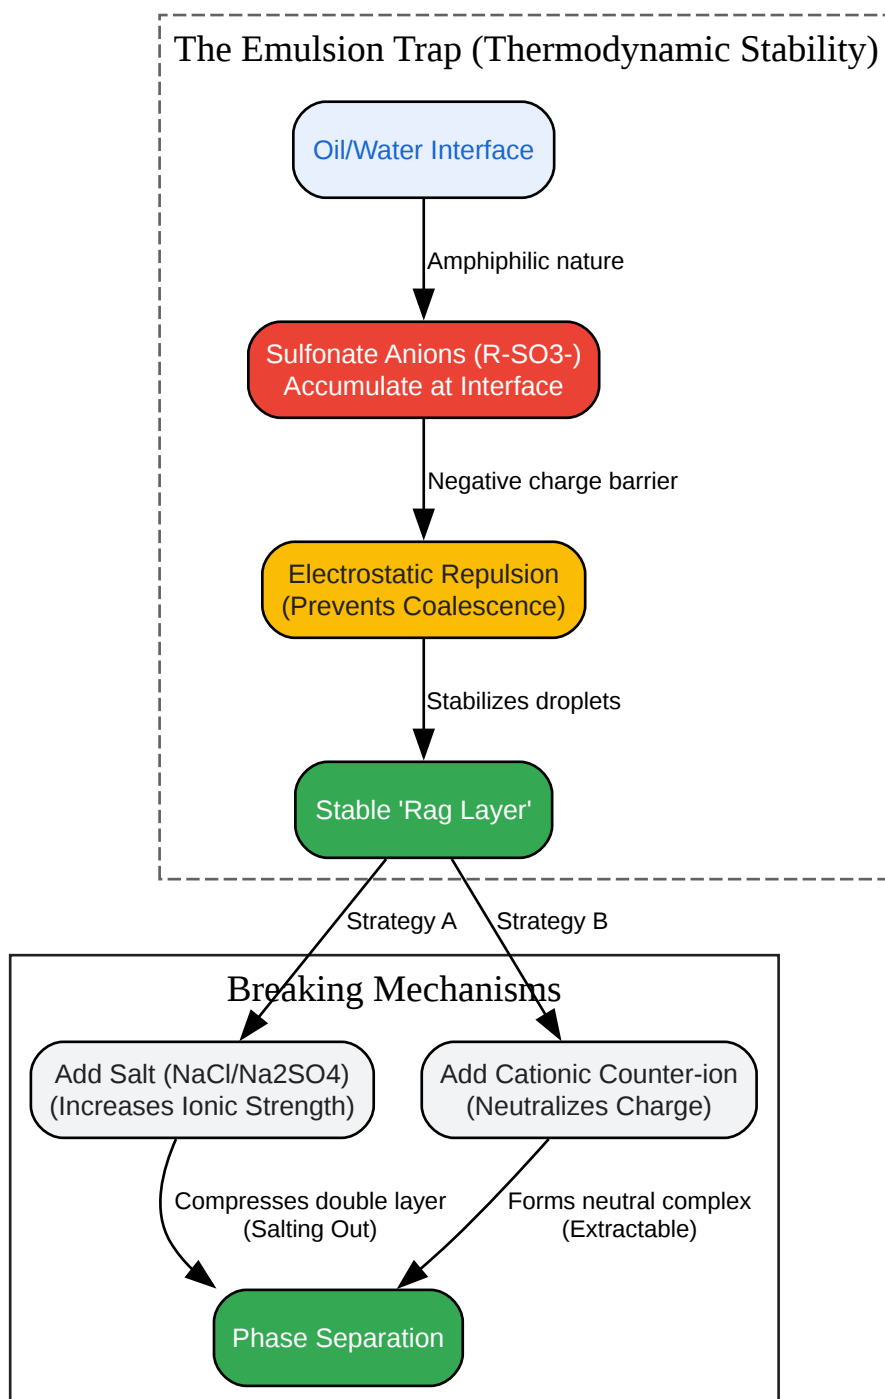 The Emulsion Trap (Thermodynamic Stability)
Oil/Water Interface
Amphiphilic nature
Sulfonate Anions (R-SO3-)
Accumulate at Interface
Negative charge barrier
Electrostatic Repulsion
(Prevents Coalescence)
Stabilizes droplets
Stable 'Rag Layer'
Strategy A
Strategy B
Breaking Mechanisms
Add Salt (NaCl/Na2SO4)
(Increases Ionic Strength)
Add Cationic Counter-ion
(Neutralizes Charge)
Compresses double layer
(Salting Out)
Forms neutral complex
(Extractable)
Phase Separation